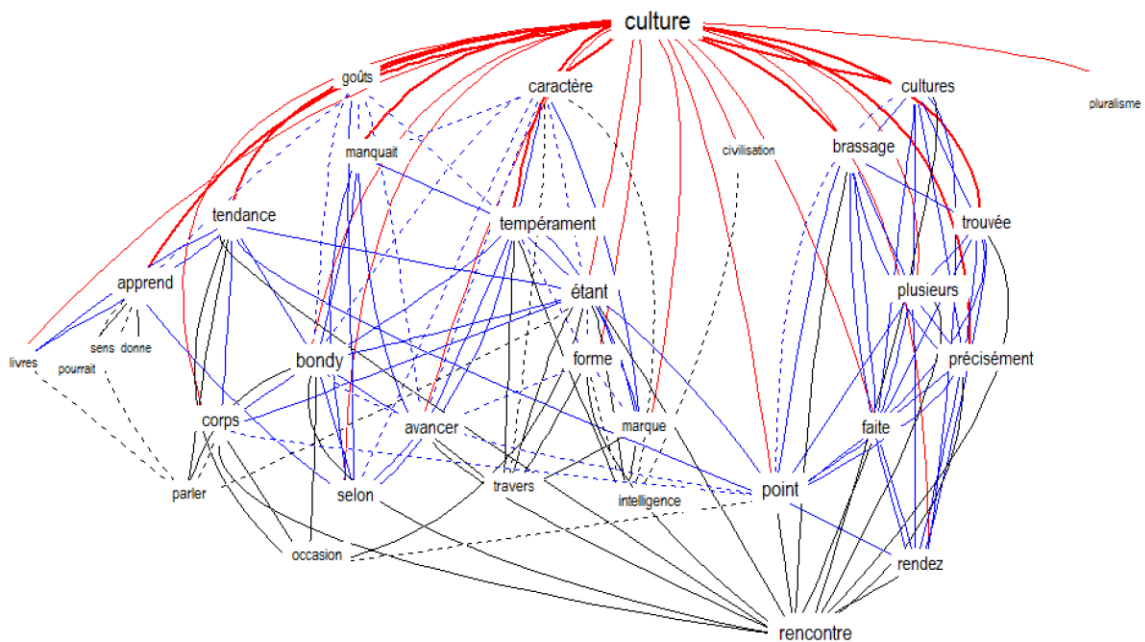 culture
goûts
caractère
cultures
pluralisme
manquait
civilisation
brassage
tendance
tempérament
trouvée
apprend
étant
plusieurs
sens donne
livres
pourrait
bondy
forme
précisément
corps
avancer
marque
faite
parler
selon
travers
intelligence
point
occasion
rendez
rencontre